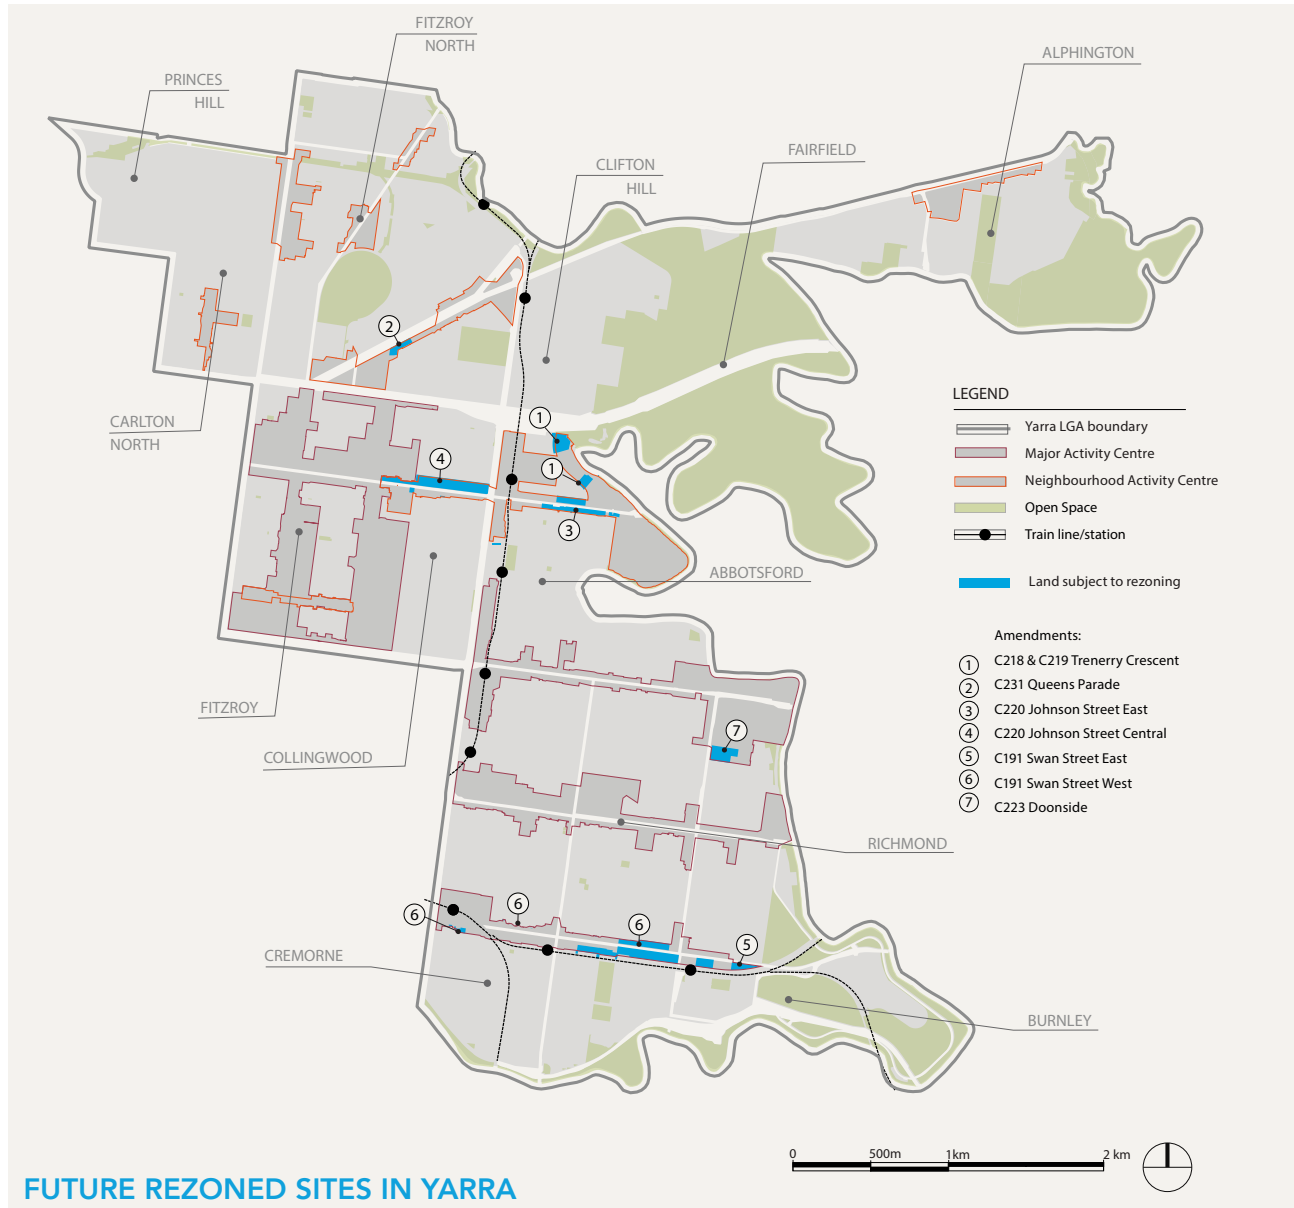 FITZROY
NORTH
ALPHINGTON
PRINCES
HILL
CLIFTON
HILL
FAIRFIELD
2
CARLTON
NORTH
1
4
1
3
ABBOTSFORD
FITZROY
COLLINGWOOD
7
RICHMOND
6
6
6
5
CREMORNE
BURNLEY
LEGEND
Yarra LGA boundary
Major Activity Centre
Neighbourhood Activity Centre
Open Space
Train line/station
Land subject to rezoning
Amendments:
1 C218 & C219 Trenerry Crescent
2 C231 Queens Parade
3 C220 Johnson Street East
4 C220 Johnson Street Central
5 C191 Swan Street East
6 C191 Swan Street West
7 C223 Doonside
0 500m 1km 2 km
FUTURE REZONED SITES IN YARRA